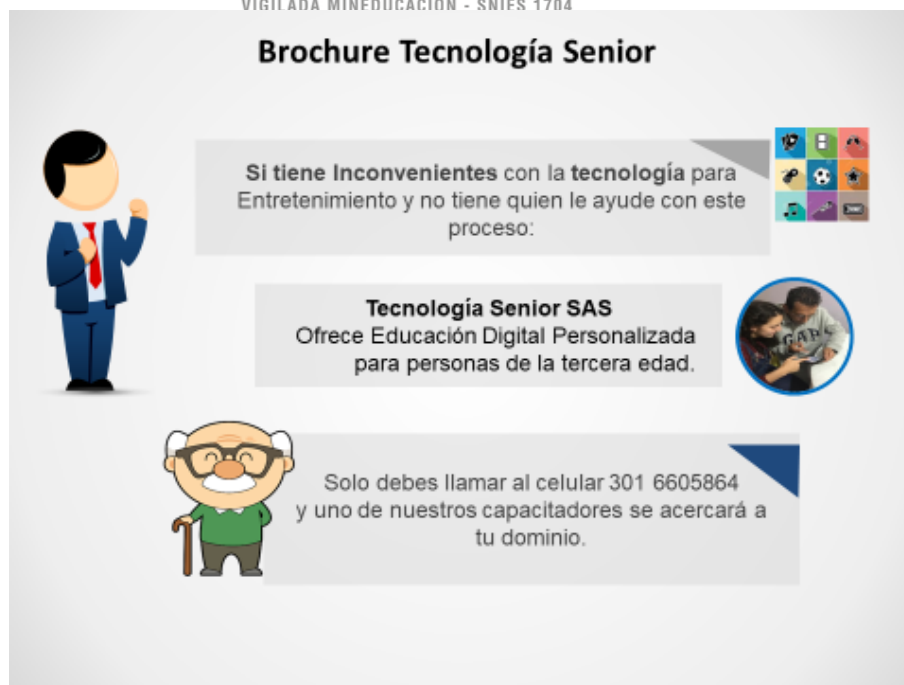 VIGILADA MINEDUCACIÓN - SNIES 1704
Brochure Tecnología Senior
Si tiene Inconvenientes con la tecnología para
Entretenimiento y no tiene quien le ayude con este
proceso:
Tecnología Senior SAS
Ofrece Educación Digital Personalizada
para personas de la tercera edad.
Solo debes llamar al celular 301 6605864
y uno de nuestros capacitadores se acercará a
tu dominio.